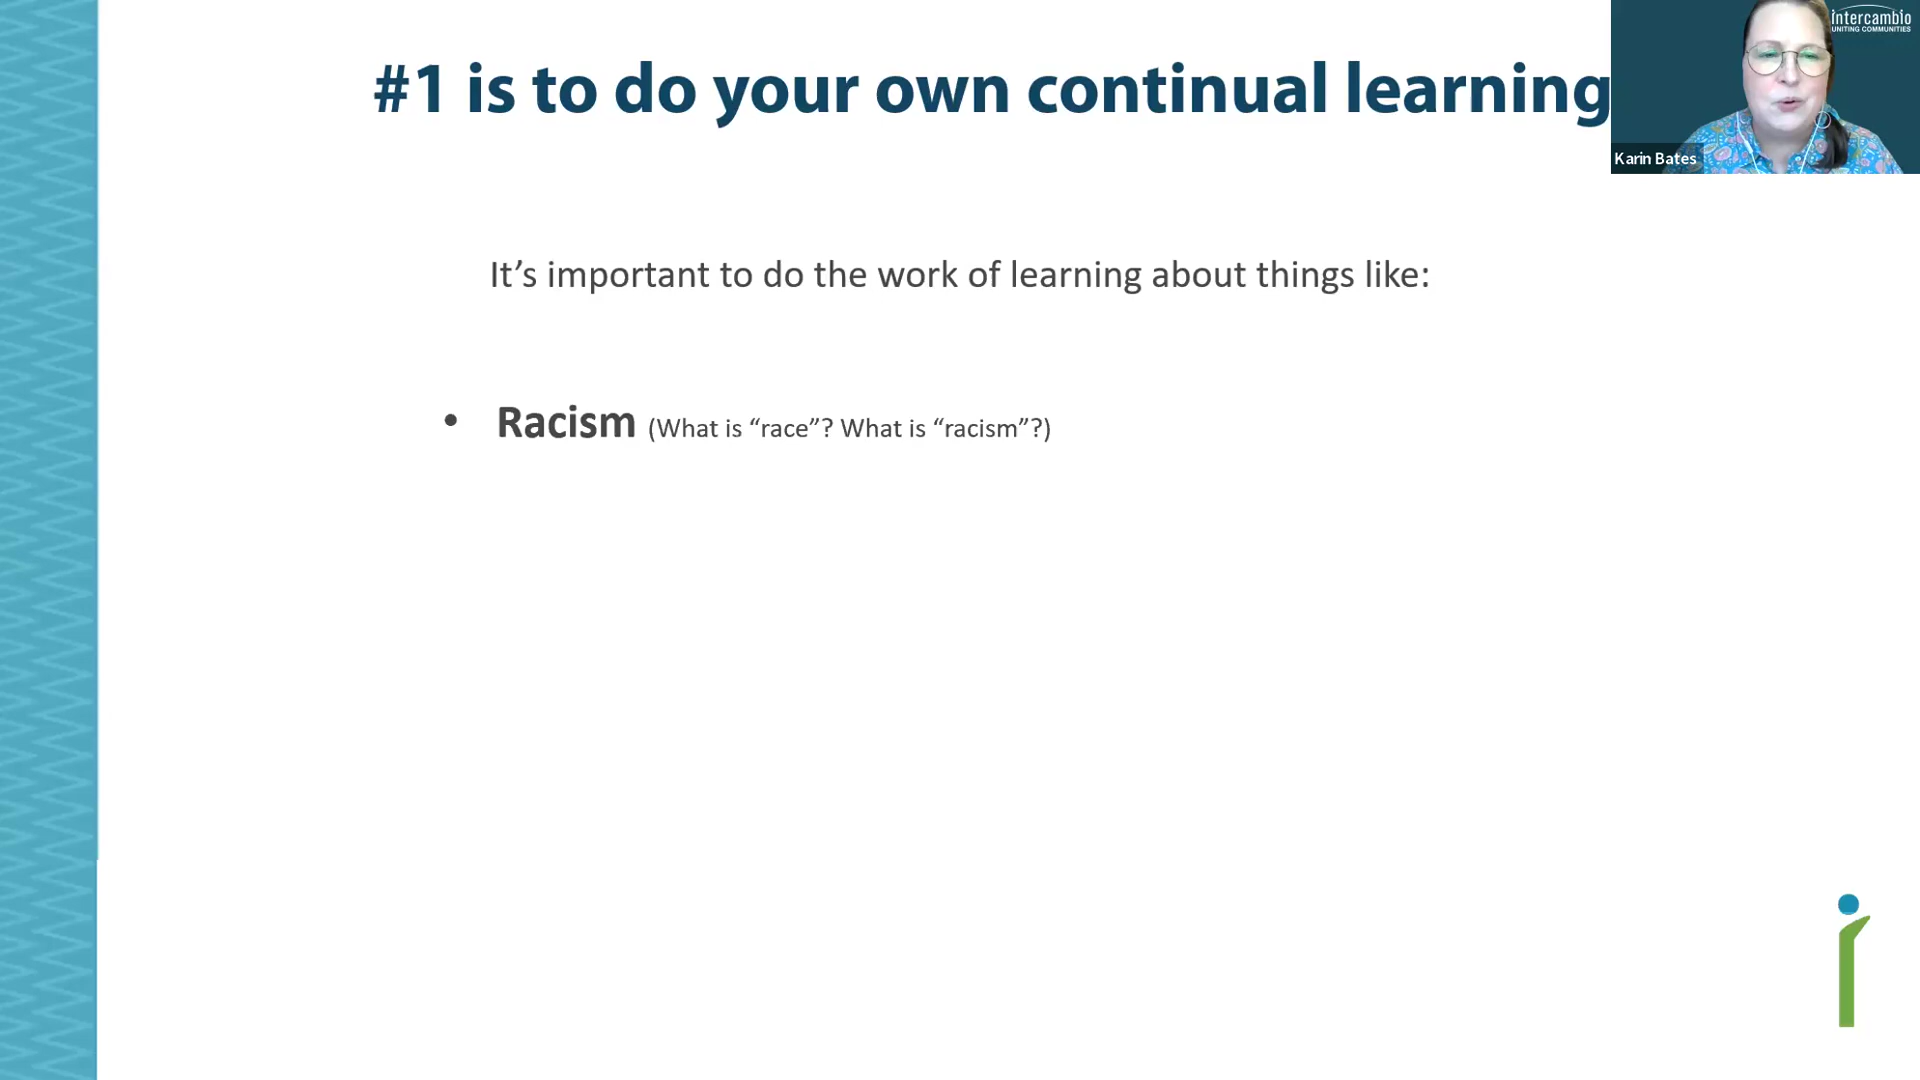 #1 is to do your own continual learning
intercambio
UNITING COMMUNITIES
Karin Bates
It’s important to do the work of learning about things like:
• Racism (What is “race”? What is “racism”?)